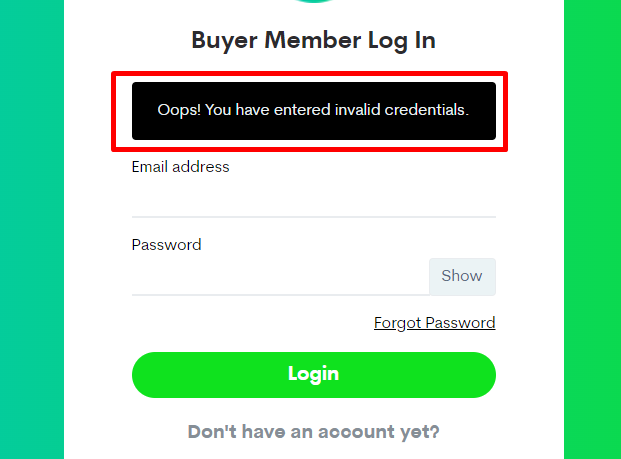 Buyer Member Log In
Oops! You have entered invalid credentials.
Email address
Password
Show
Forgot Password
Login
Don't have an account yet?